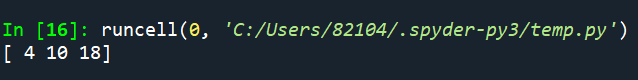 In [16]: runcell(0, 'C:/Users/82104/.spyder-py3/temp.py')
[ 4 10 18]